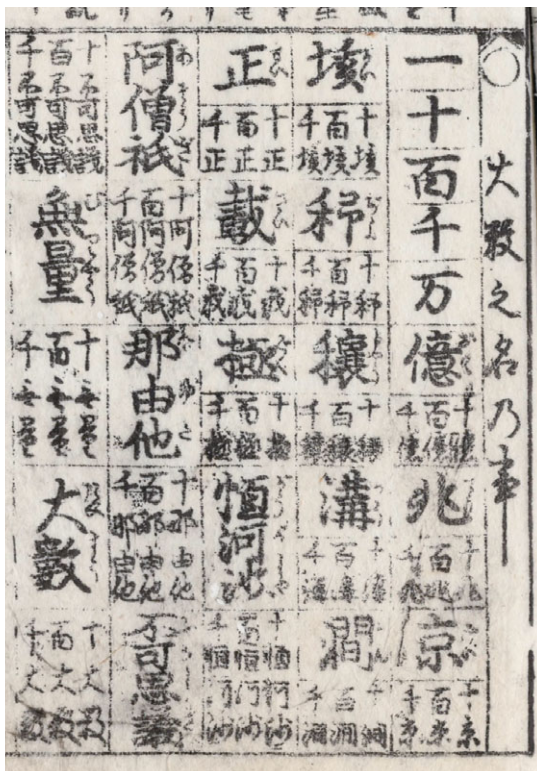 ○大数之名乃事
一
十
百
千
万
億
十億
百億
千億
兆
十兆
百兆
千兆
京
十京
百京
千京
垓
十垓
百垓
千垓
秭
十秭
百秭
千秭
穰
十穰
百穰
千穰
溝
十溝
百溝
千溝
澗
十澗
百澗
千澗
正
十正
百正
千正
載
十載
百載
千載
極
十極
百極
千極
恒河沙
十恒河沙
百恒河沙
千恒河沙
阿僧祇
十阿僧祇
百阿僧祇
千阿僧祇
那由他
十那由他
百那由他
千那由他
不可思議
十不可思議
百不可思議
千不可思議
無量
十無量
百無量
千無量
大數
十大数
百大数
千大数